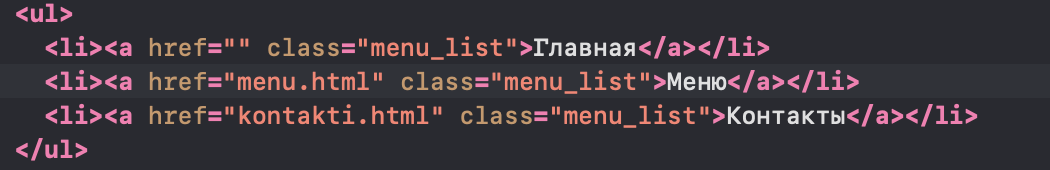 <ul>
<li><a href="" class="menu_list">Главная</a></li>
<li><a href="menu.html" class="menu_list">Меню</a></li>
<li><a href="kontakti.html" class="menu_list">Контакты</a></li>
</ul>